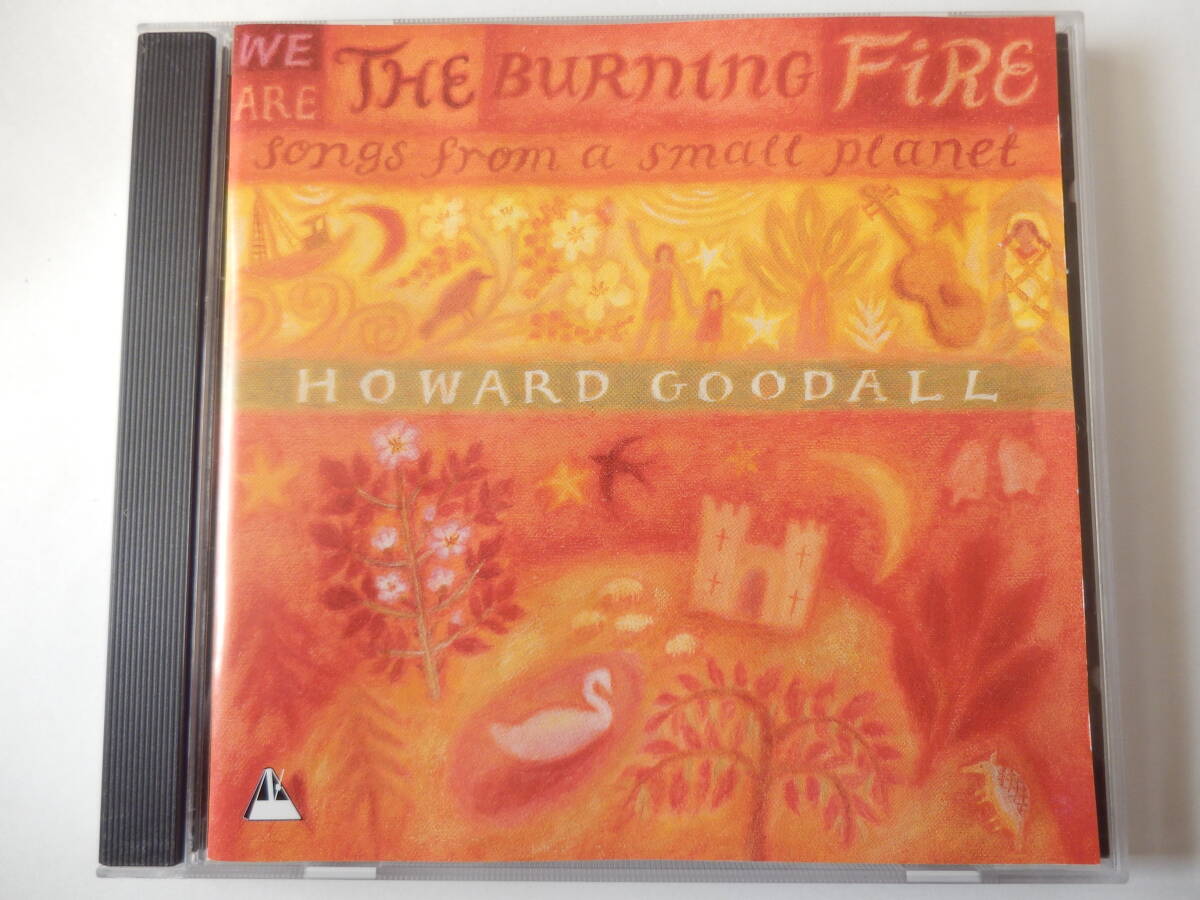 WE ARE THE BURNING FiRE
songs from a small planet
HOWARD GOODALL